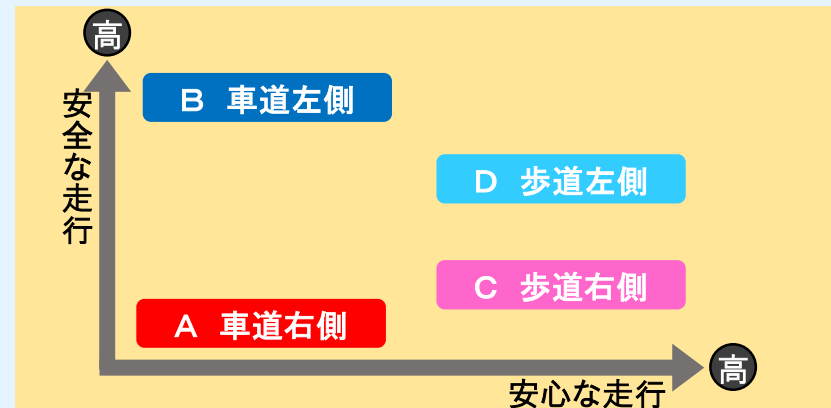 高
安全な走行
B 車道左側
D 歩道左側
C 歩道右側
A 車道右側
高
安心な走行